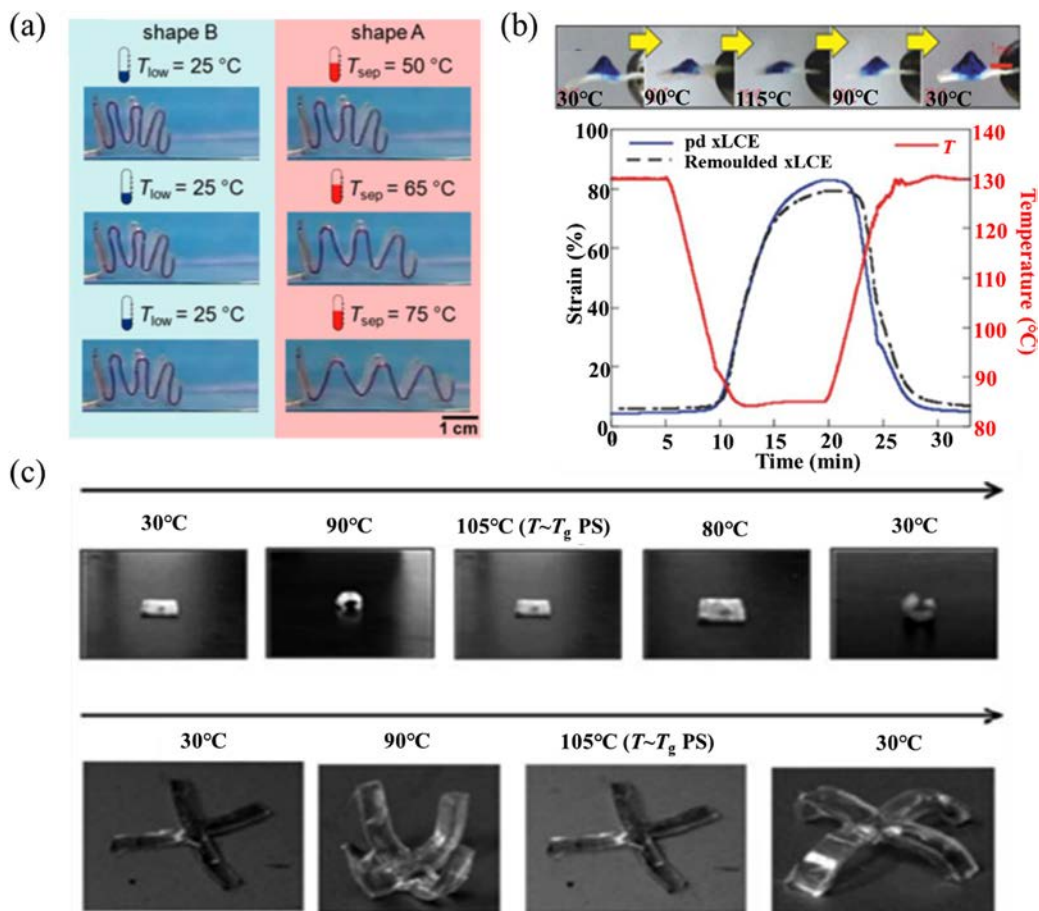 (a)
shape B
shape A
T_low = 25 °C
T_sep = 50 °C
T_low = 25 °C
T_sep = 65 °C
T_low = 25 °C
T_sep = 75 °C
1 cm
(b)
30°C
90°C
115°C
90°C
30°C
100
80
60
40
20
0
Strain (%)
pd xLCE
Remoulded xLCE
T
140
130
120
110
100
90
80
Temperature (°C)
0
5
10
15
20
25
30
Time (min)
(c)
30°C
90°C
105°C (T~T_g PS)
80°C
30°C
30°C
90°C
105°C (T~T_g PS)
30°C